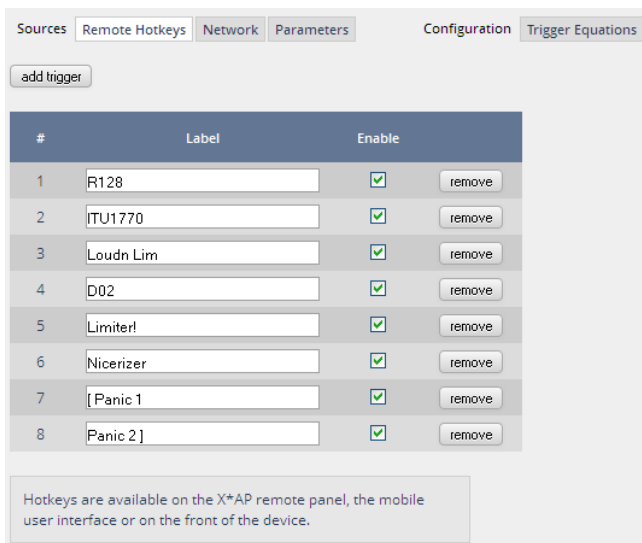 Sources Remote Hotkeys Network Parameters Configuration Trigger Equations
add trigger
# Label Enable
1 R128 remove
2 ITU1770 remove
3 Loudn Lim remove
4 D02 remove
5 Limiter! remove
6 Nicerizer remove
7 [ Panic 1 remove
8 Panic 2 ] remove
Hotkeys are available on the X*AP remote panel, the mobile
user interface or on the front of the device.